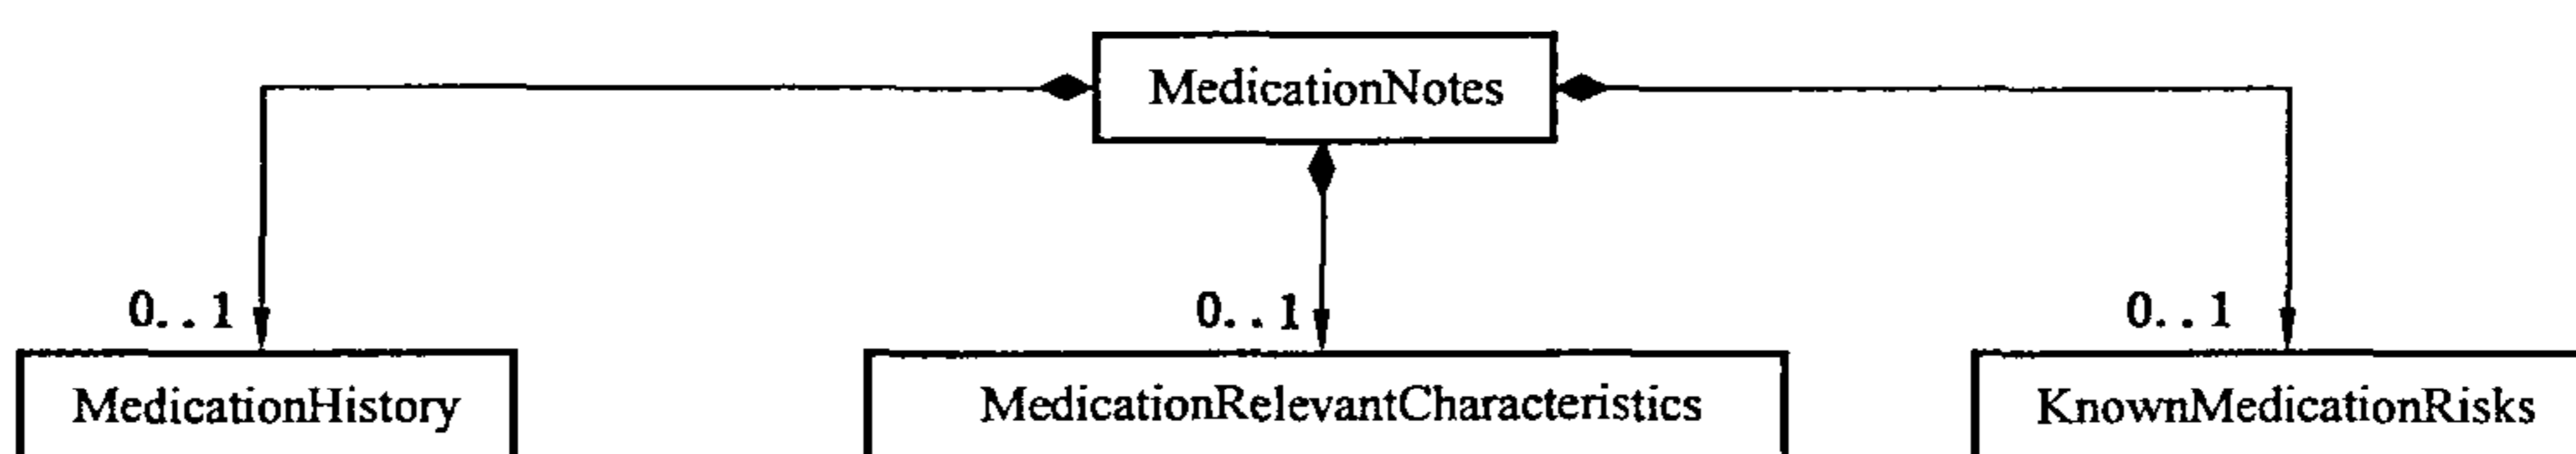 MedicationNotes
0..1
0..1
0..1
MedicationHistory
MedicationRelevantCharacteristics
KnownMedicationRisks